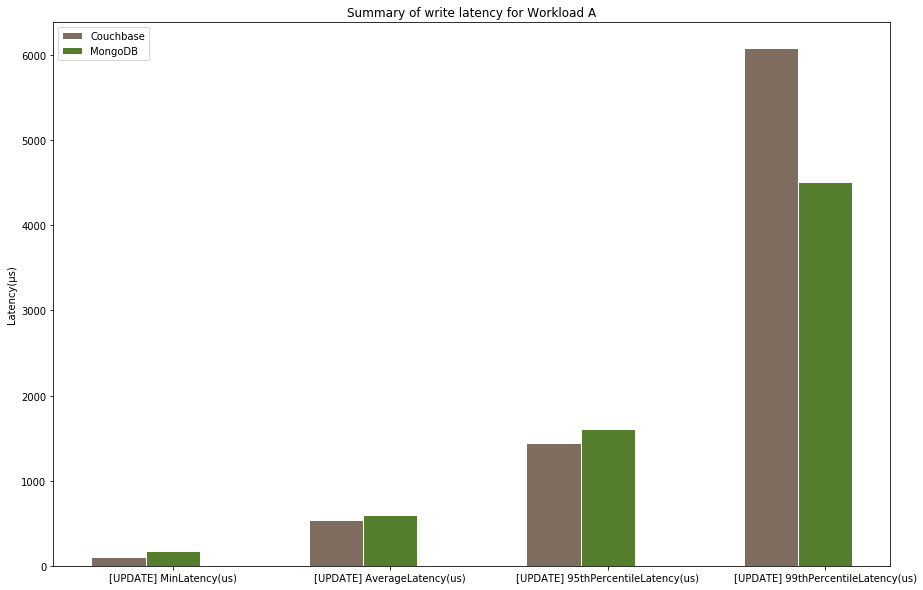 Summary of write latency for Workload A
Couchbase
MongoDB
Latency(µs)
6000
5000
4000
3000
2000
1000
0
[UPDATE] MinLatency(us)
[UPDATE] AverageLatency(us)
[UPDATE] 95thPercentileLatency(us)
[UPDATE] 99thPercentileLatency(us)